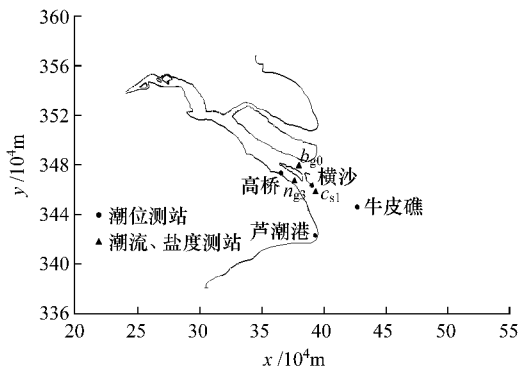 y/10⁴m
360
356
352
348
344
340
336
b_g0
横沙
高桥
n_g3
c_s1
牛皮礁
芦潮港
● 潮位测站
▲ 潮流、盐度测站
20 25 30 35 40 45 50 55
x/10⁴m